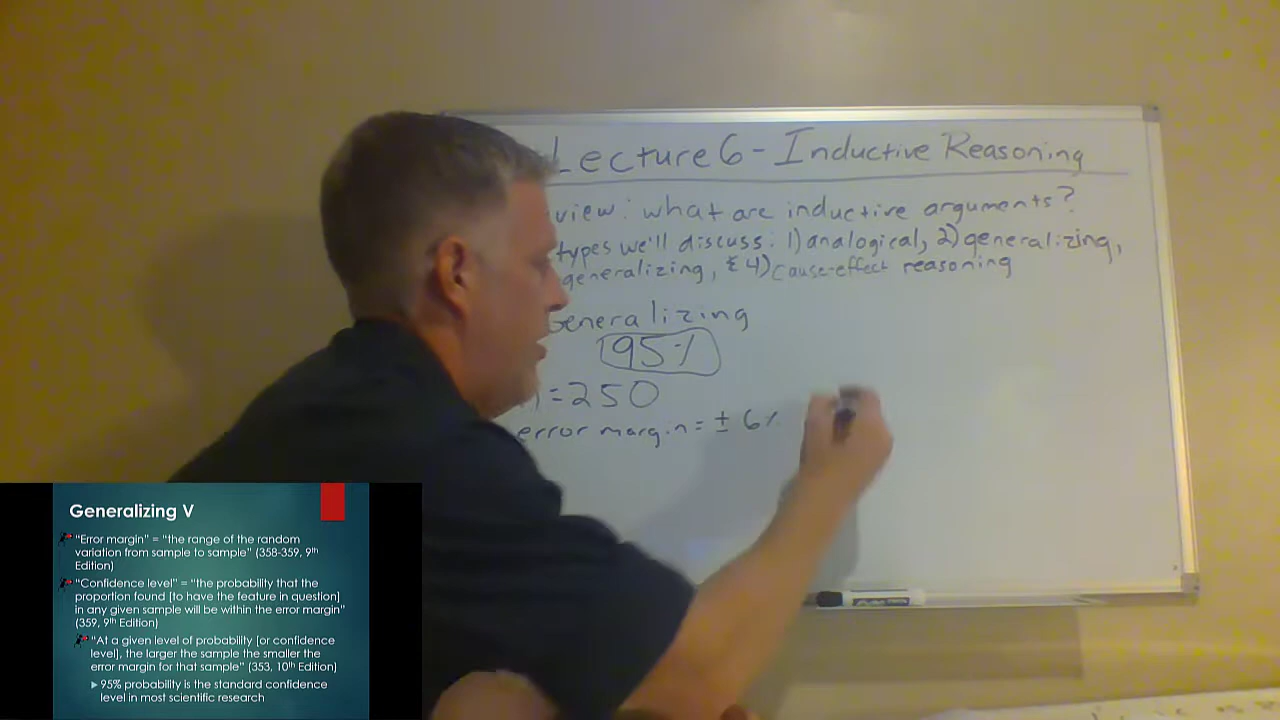 Lecture 6 - Inductive Reasoning
view: what are inductive arguments?
types we'll discuss: 1) analogical, 2) generalizing,
generalizing, & 4) cause-effect reasoning
Generalizing
95%
= 250
error margin = ± 6%
Generalizing V
"Error margin" = "the range of the random
variation from sample to sample" (358-359, 9th
Edition)
"Confidence level" = "the probability that the
proportion found [to have the feature in question]
in any given sample will be within the error margin"
(359, 9th Edition)
"At a given level of probability [or confidence
level], the larger the sample the smaller the
error margin for that sample" (353, 10th Edition)
95% probability is the standard confidence
level in most scientific research